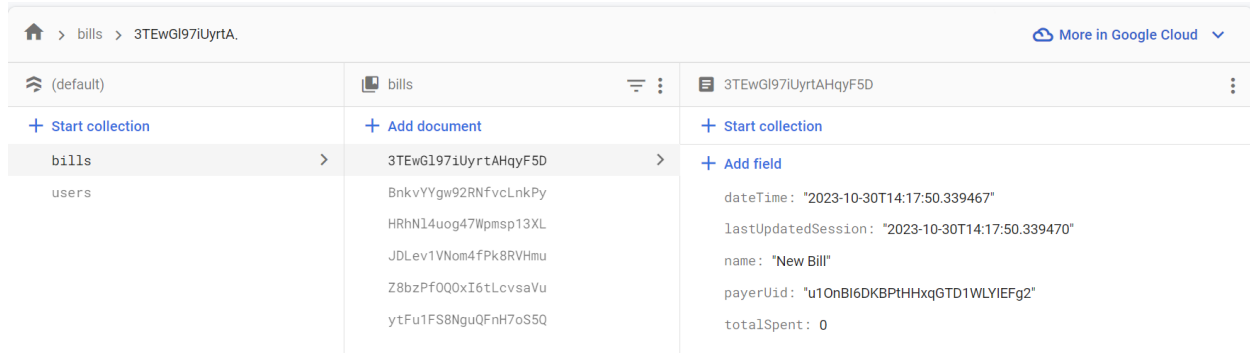 bills 3TEwGl97iUyrtA. More in Google Cloud
(default) bills 3TEwGl97iUyrtAHqyF5D
Start collection Add document Start collection
bills 3TEwGl97iUyrtAHqyF5D Add field
users BnkvYYgw92RNfvcLnkPy dateTime: "2023-10-30T14:17:50.339467"
HRhNl4uog47Wpmsp13XL lastUpdatedSession: "2023-10-30T14:17:50.339470"
JDLev1VNom4fPk8RVHmu name: "New Bill"
Z8bzPfOQOxI6tLcvsaVu payerUid: "u1OnBI6DKBPtHHxqGTD1WLYIEFg2"
ytFu1FS8NguQFnH7oS5Q totalSpent: 0